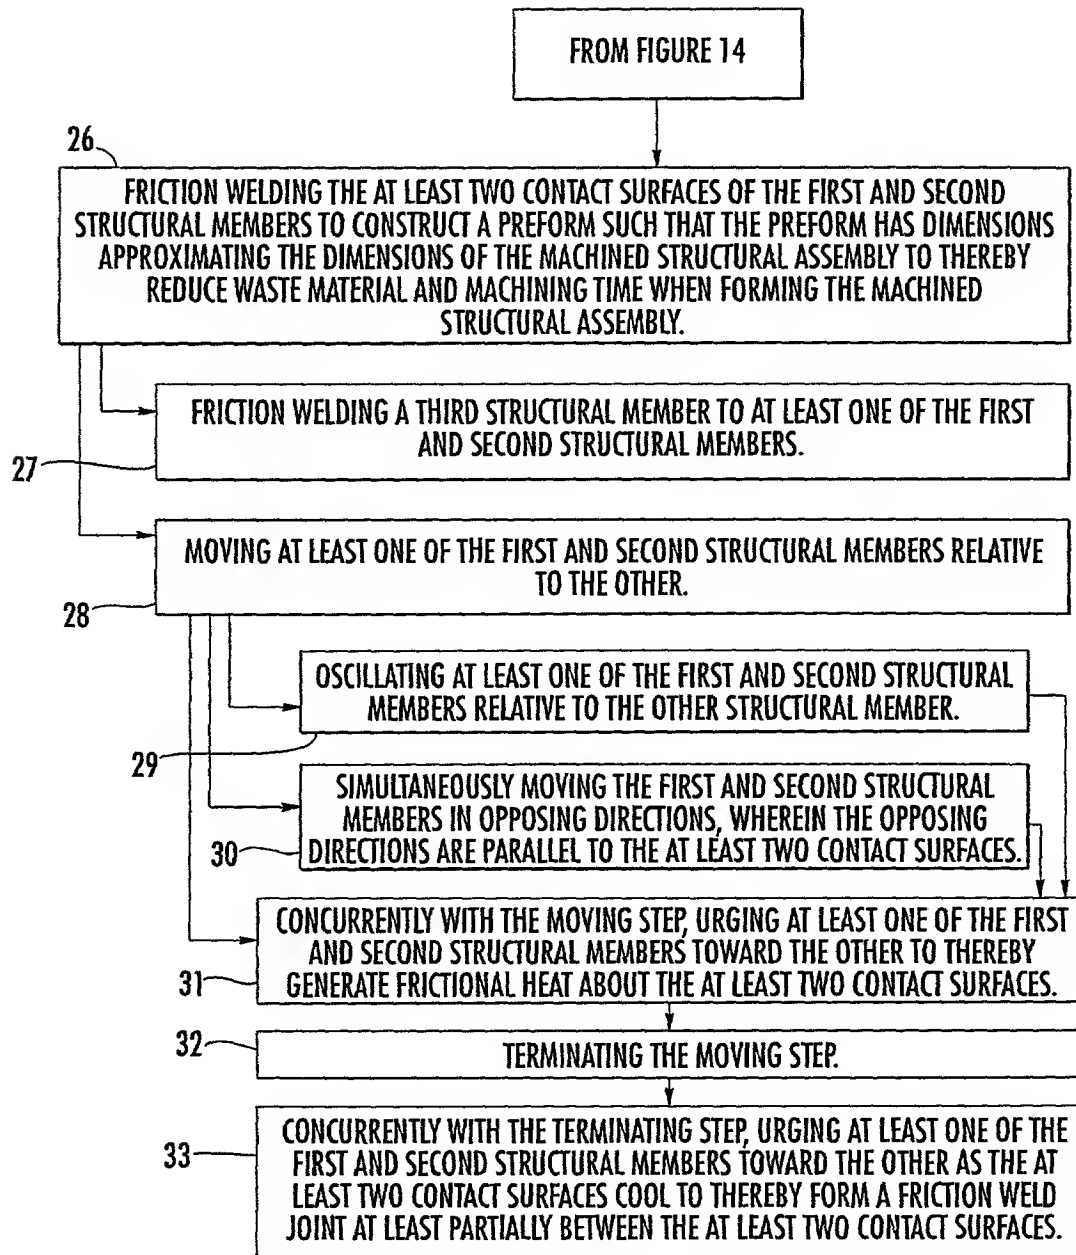 FROM FIGURE 14
26
FRICTION WELDING THE AT LEAST TWO CONTACT SURFACES OF THE FIRST AND SECOND
STRUCTURAL MEMBERS TO CONSTRUCT A PREFORM SUCH THAT THE PREFORM HAS DIMENSIONS
APPROXIMATING THE DIMENSIONS OF THE MACHINED STRUCTURAL ASSEMBLY TO THEREBY
REDUCE WASTE MATERIAL AND MACHINING TIME WHEN FORMING THE MACHINED
STRUCTURAL ASSEMBLY.
FRICTION WELDING A THIRD STRUCTURAL MEMBER TO AT LEAST ONE OF THE FIRST
AND SECOND STRUCTURAL MEMBERS.
27
MOVING AT LEAST ONE OF THE FIRST AND SECOND STRUCTURAL MEMBERS RELATIVE
TO THE OTHER.
28
OSCILLATING AT LEAST ONE OF THE FIRST AND SECOND STRUCTURAL
MEMBERS RELATIVE TO THE OTHER STRUCTURAL MEMBER.
29
SIMULTANEOUSLY MOVING THE FIRST AND SECOND STRUCTURAL
MEMBERS IN OPPOSING DIRECTIONS, WHEREIN THE OPPOSING
DIRECTIONS ARE PARALLEL TO THE AT LEAST TWO CONTACT SURFACES.
30
CONCURRENTLY WITH THE MOVING STEP, URGING AT LEAST ONE OF THE FIRST
AND SECOND STRUCTURAL MEMBERS TOWARD THE OTHER TO THEREBY
GENERATE FRICTIONAL HEAT ABOUT THE AT LEAST TWO CONTACT SURFACES.
31
32
TERMINATING THE MOVING STEP.
33
CONCURRENTLY WITH THE TERMINATING STEP, URGING AT LEAST ONE OF THE
FIRST AND SECOND STRUCTURAL MEMBERS TOWARD THE OTHER AS THE AT
LEAST TWO CONTACT SURFACES COOL TO THEREBY FORM A FRICTION WELD
JOINT AT LEAST PARTIALLY BETWEEN THE AT LEAST TWO CONTACT SURFACES.